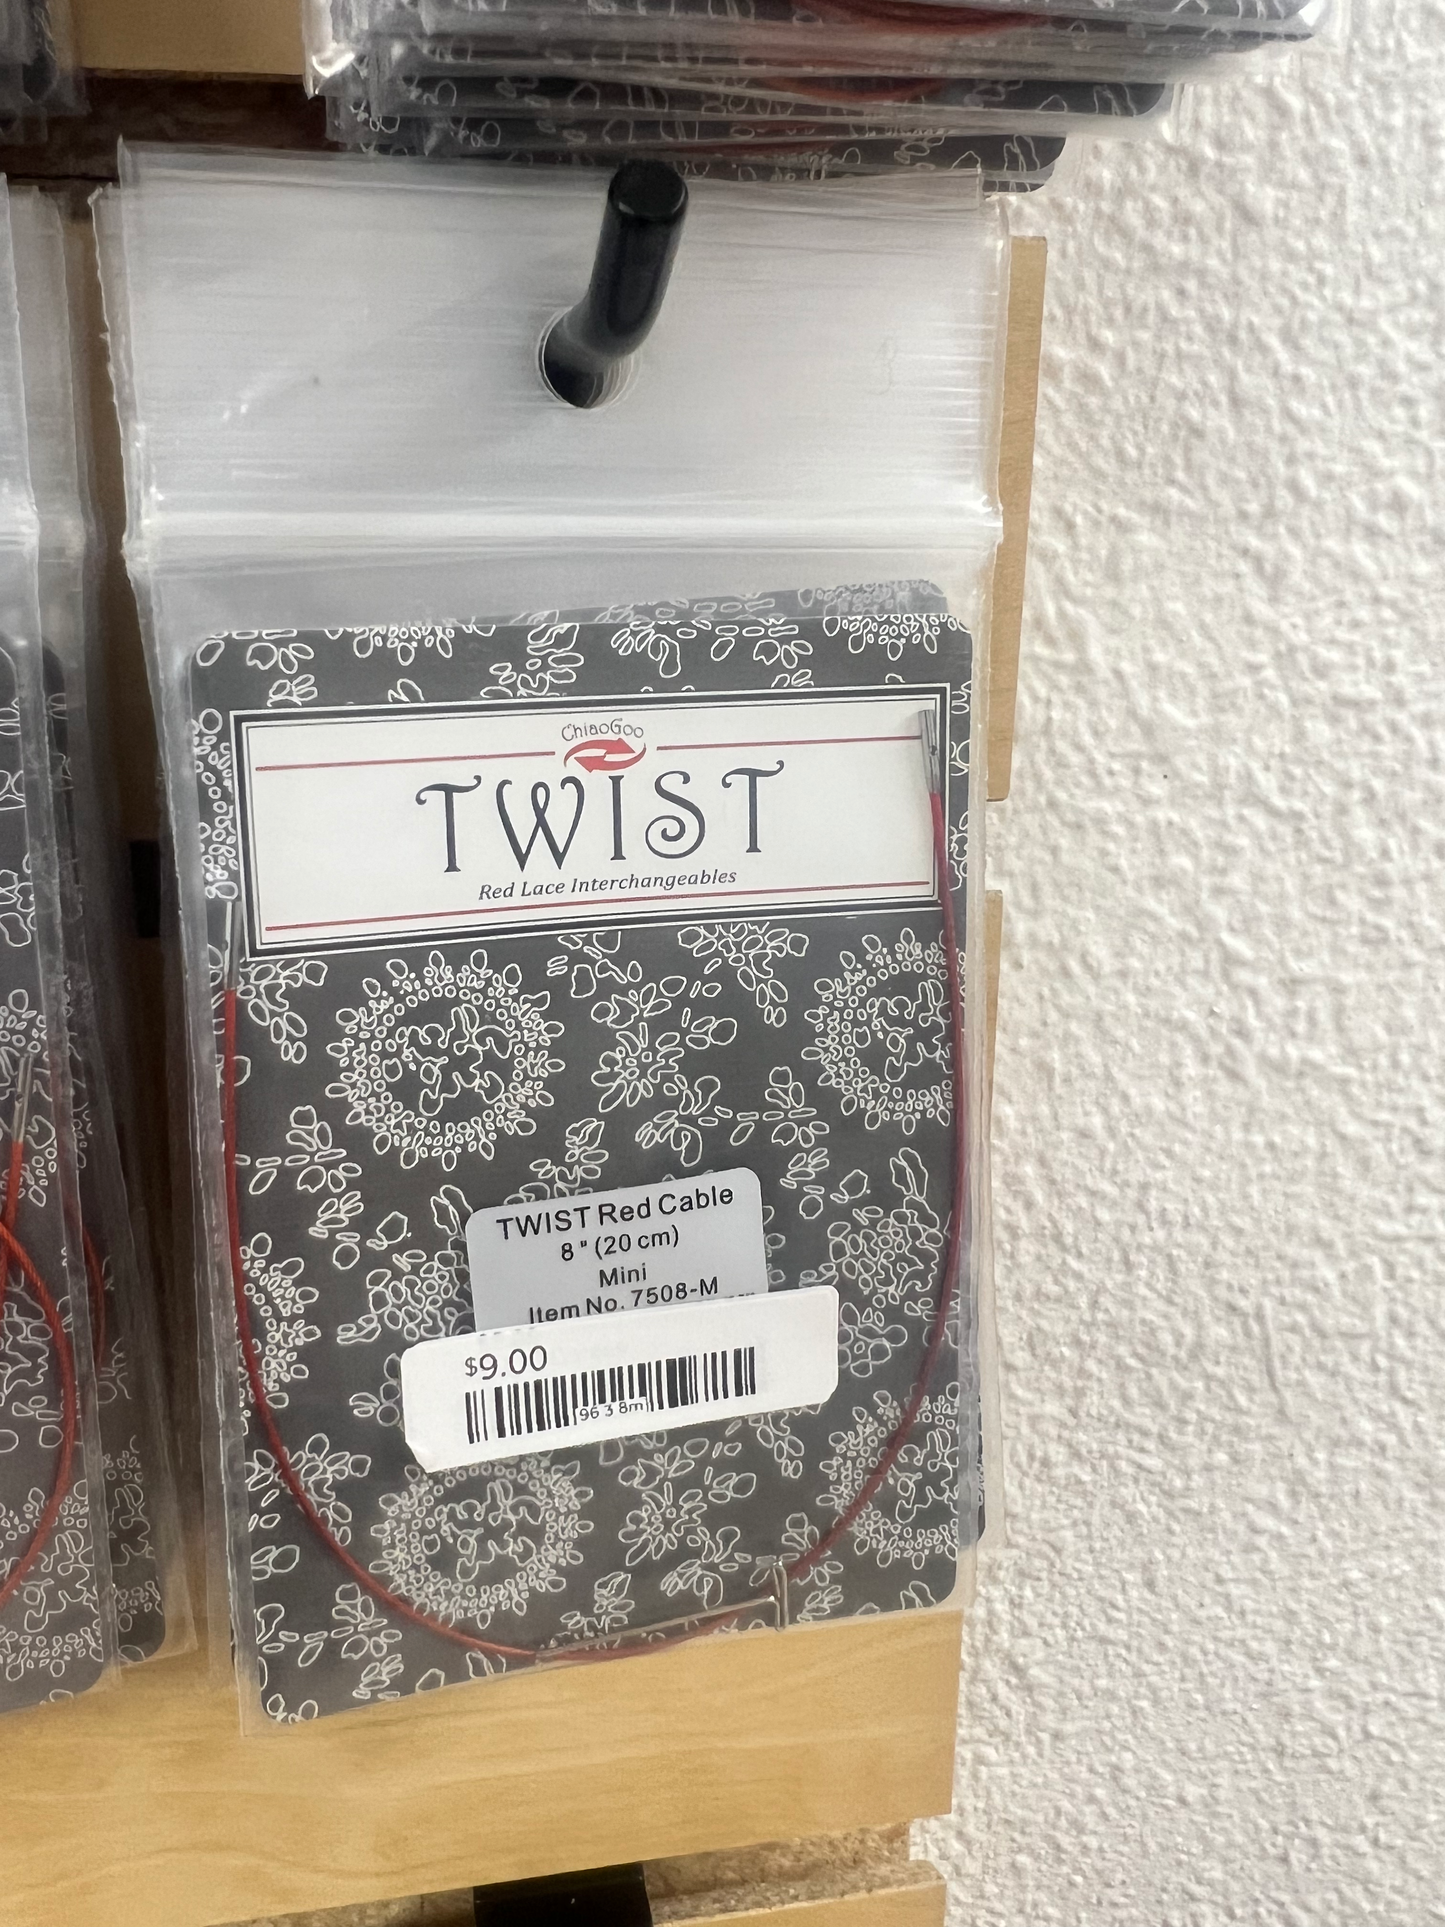 ChiaoGoo
TWIST
Red Lace Interchangeables
TWIST Red Cable
8" (20 cm)
Mini
Item No. 7508-M
$9.00
9638m